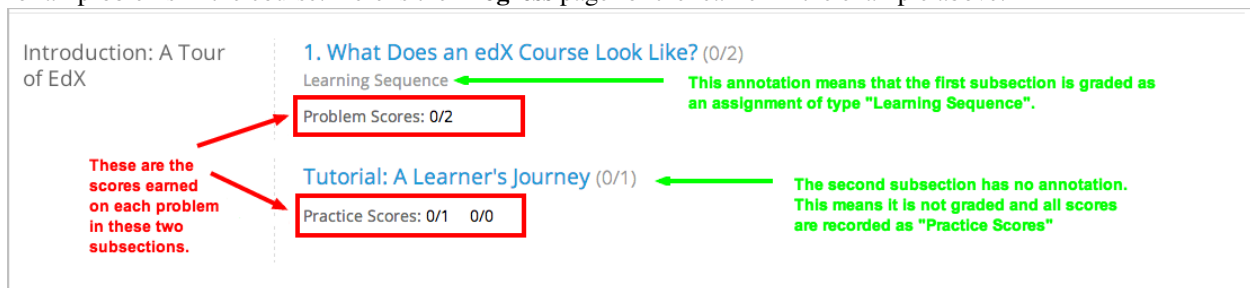 Introduction: A Tour
of EdX
1. What Does an edX Course Look Like? (0/2)
Learning Sequence
This annotation means that the first subsection is graded as
an assignment of type "Learning Sequence".
Problem Scores: 0/2
These are the
scores earned
on each problem
in these two
subsections.
Tutorial: A Learner's Journey (0/1)
Practice Scores: 0/1 0/0
The second subsection has no annotation.
This means it is not graded and all scores
are recorded as "Practice Scores"